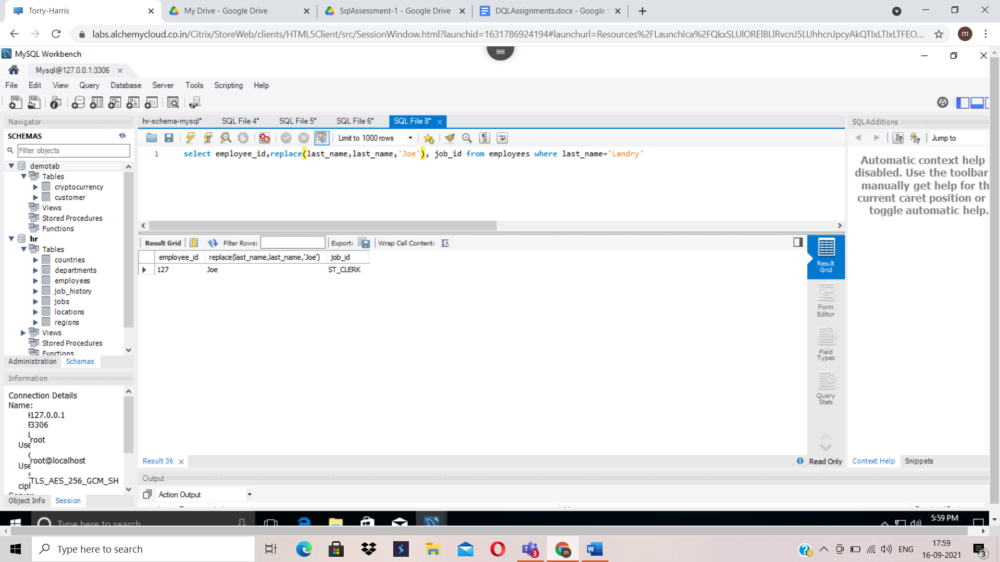 Torry-Harris
My Drive - Google Drive
SqlAssessment-1 - Google Drive
DQLAssignments.docx - Google
labs.alchemycloud.co.in/Citrix/StoreWeb/clients/HTML5Client/src/SessionWindow.html?launchid=1631786924194#launchurl=Resources%2FLaunchIca%2F
m
MySQL Workbench
Mysql@127.0.0.1:3306
File Edit View Query Database Server Tools Scripting Help
Navigator
hr-schema-mysql* SQL File 4* SQL File 5* SQL File 6* SQL File 8*
SQLAdditions
SCHEMAS
Limit to 1000 rows
Jump to
Filter objects
1 select employee_id,replace(last_name,last_name,'Joe'), job_id from employees where last_name='Landry'
Automatic context help
disabled. Use the toolbar
manually get help for th
current caret position or
toggle automatic help.
demotab
Tables
cryptocurrency
customer
Views
Stored Procedures
Functions
hr
Tables
countries
departments
employees
job_history
jobs
locations
regions
Views
Stored Procedures
Functions
Administration Schemas
Result Grid Filter Rows: Export: Wrap Cell Content:
employee_id replace(last_name,last_name,'Joe') job_id
127 Joe ST_CLERK
Result
Grid
Form
Editor
Field
Types
Query
Stats
Information
Connection Details
Name:
127.0.0.1
3306
root
Use
root@localhost
Use
TLS_AES_256_GCM_SH
ciph
Object Info Session
Result 36
Read Only
Context Help Snippets
Output
Action Output
Type here to search
5:59 PM
Type here to search
3
m
ENG
17:59
16-09-2021
3